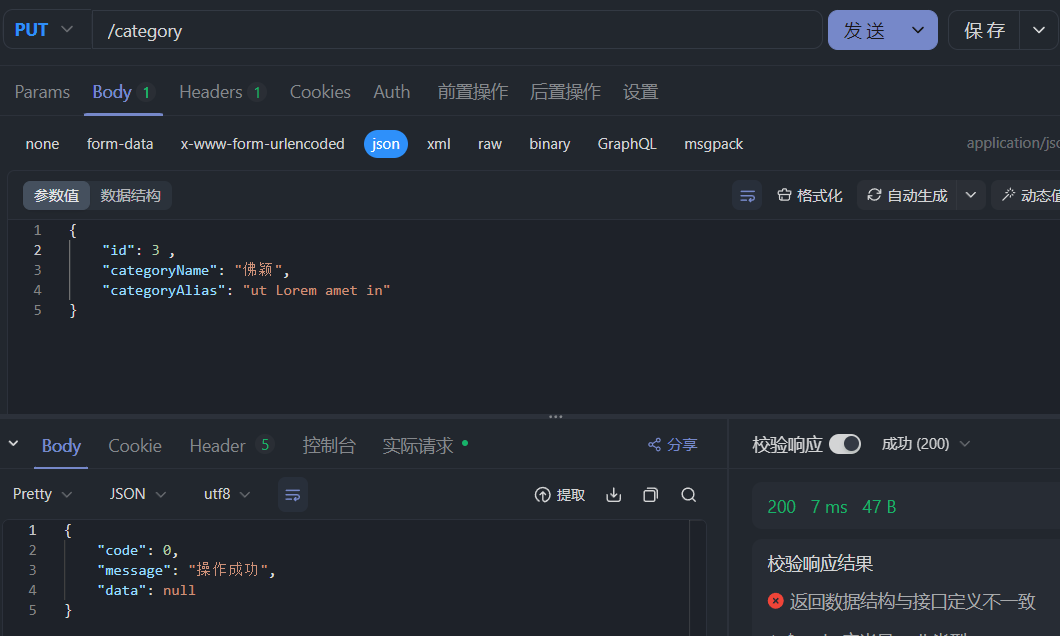 PUT /category 发 送 保 存
Params Body 1 Headers 1 Cookies Auth 前置操作 后置操作 设置
none form-data x-www-form-urlencoded json xml raw binary GraphQL msgpack application/jso
参数值 数据结构 格式化 自动生成 动态值
1 {
2 "id": 3 ,
3 "categoryName": "佛颖",
4 "categoryAlias": "ut Lorem amet in"
5 }
Body Cookie Header 5 控制台 实际请求 分享 校验响应 成功 (200)
Pretty JSON utf8 提取
200 7 ms 47 B
1 {
2 "code": 0,
3 "message": "操作成功",
4 "data": null
5 }
校验响应结果
返回数据结构与接口定义不一致